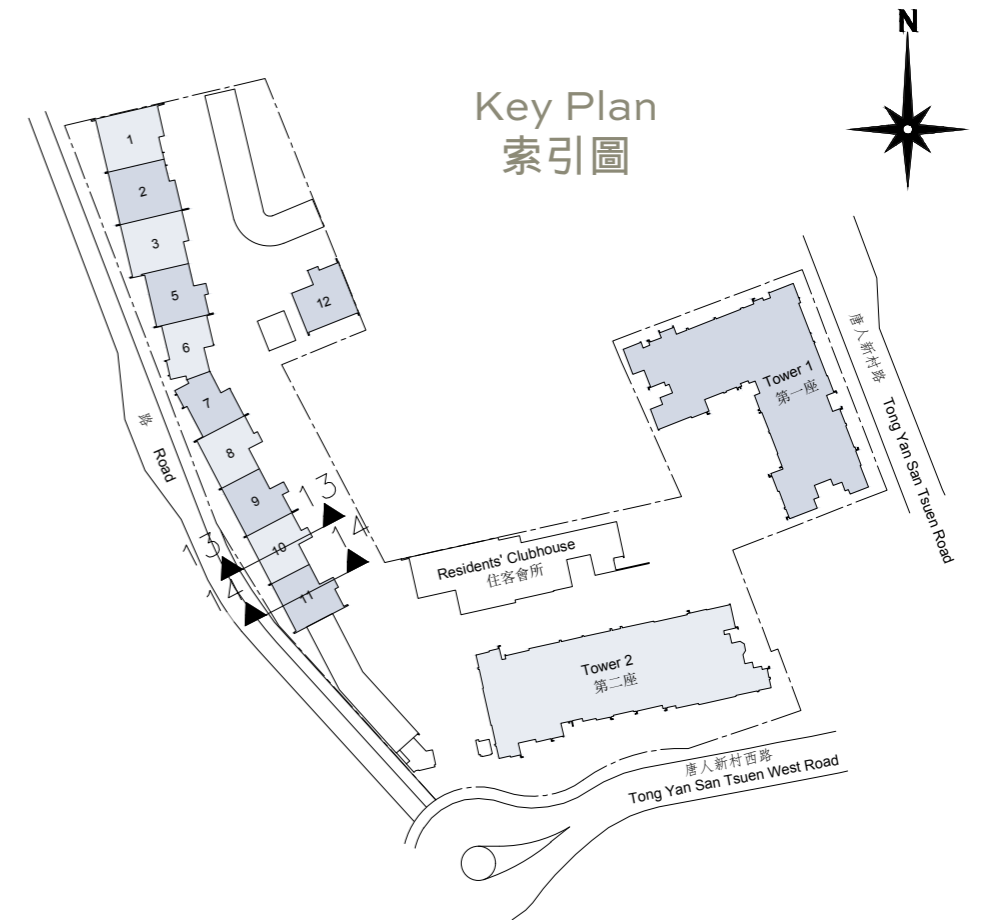 N
Key Plan
索引圖
1
2
3
5
6
7
8
9
10
11
12
路
Road
13
14
13
14
Tower 1
第一座
唐人新村路
Tong Yan San Tsuen Road
Residents' Clubhouse
住客會所
Tower 2
第二座
唐人新村西路
Tong Yan San Tsuen West Road